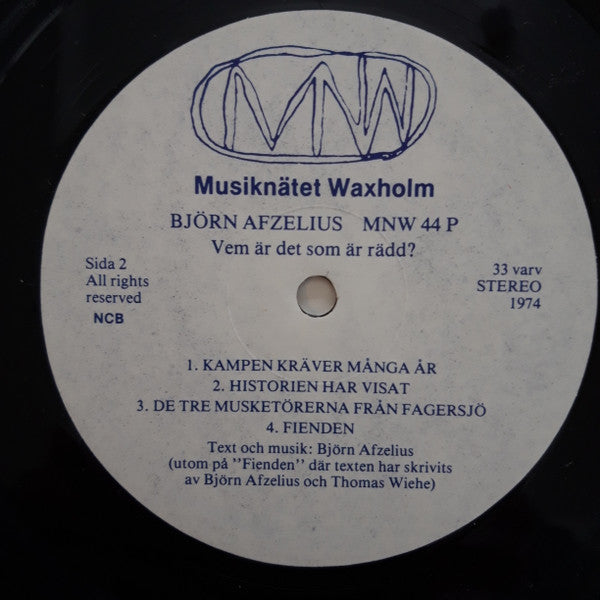 MNW
Musiknätet Waxholm
BJÖRN AFZELIUS MNW 44 P
Vem är det som är rädd?
Sida 2
All rights
reserved
NCB
33 varv
STEREO
1974
1. KAMPEN KRÄVER MÅNGA ÅR
2. HISTORIEN HAR VISAT
3. DE TRE MUSKETÖRERNA FRÅN FAGERSJÖ
4. FIENDEN
Text och musik: Björn Afzelius
(utom på ”Fienden” där texten har skrivits
av Björn Afzelius och Thomas Wiehe)